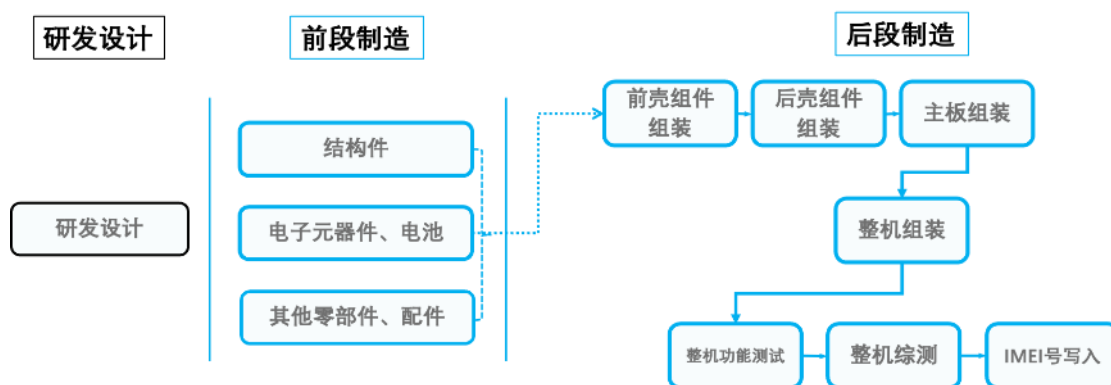 研发设计
前段制造
后段制造
研发设计
结构件
电子元器件、电池
其他零部件、配件
前壳组件
组装
后壳组件
组装
主板组装
整机组装
整机功能测试
整机综测
IMEI号写入